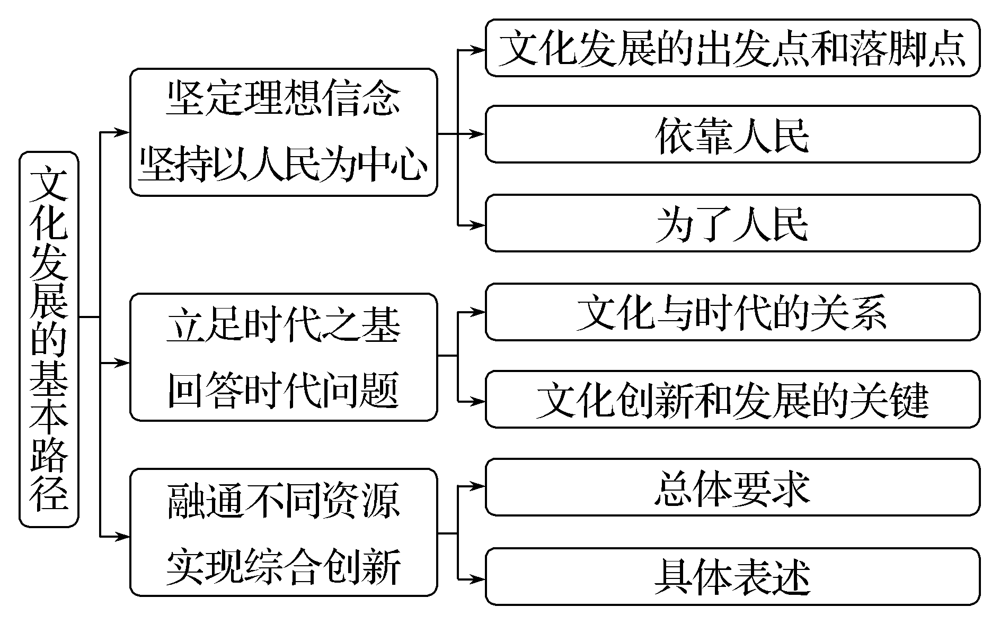 文化发展的基本路径
坚定理想信念
坚持以人民为中心
文化发展的出发点和落脚点
依靠人民
为了人民
立足时代之基
回答时代问题
文化与时代的关系
文化创新和发展的关键
融通不同资源
实现综合创新
总体要求
具体表述